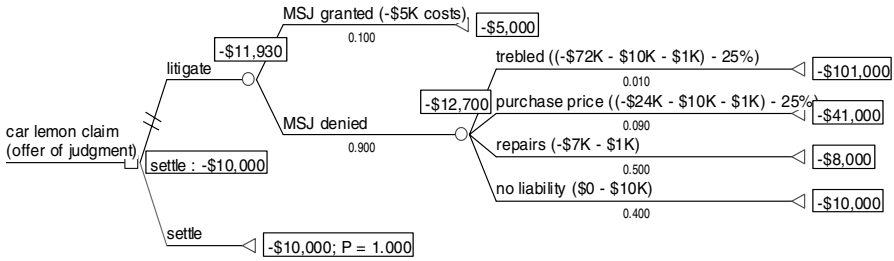 MSJ granted (-$5K costs)
-$5,000
0.100
-$11,930
litigate
trebled ((-$72K - $10K - $1K) - 25%)
-$101,000
0.010
-$12,700
purchase price ((-$24K - $10K - $1K) - 25%)
-$41,000
0.090
MSJ denied
0.900
car lemon claim
(offer of judgment)
settle : -$10,000
repairs (-$7K - $1K)
-$8,000
0.500
no liability ($0 - $10K)
-$10,000
0.400
settle
-$10,000; P = 1.000